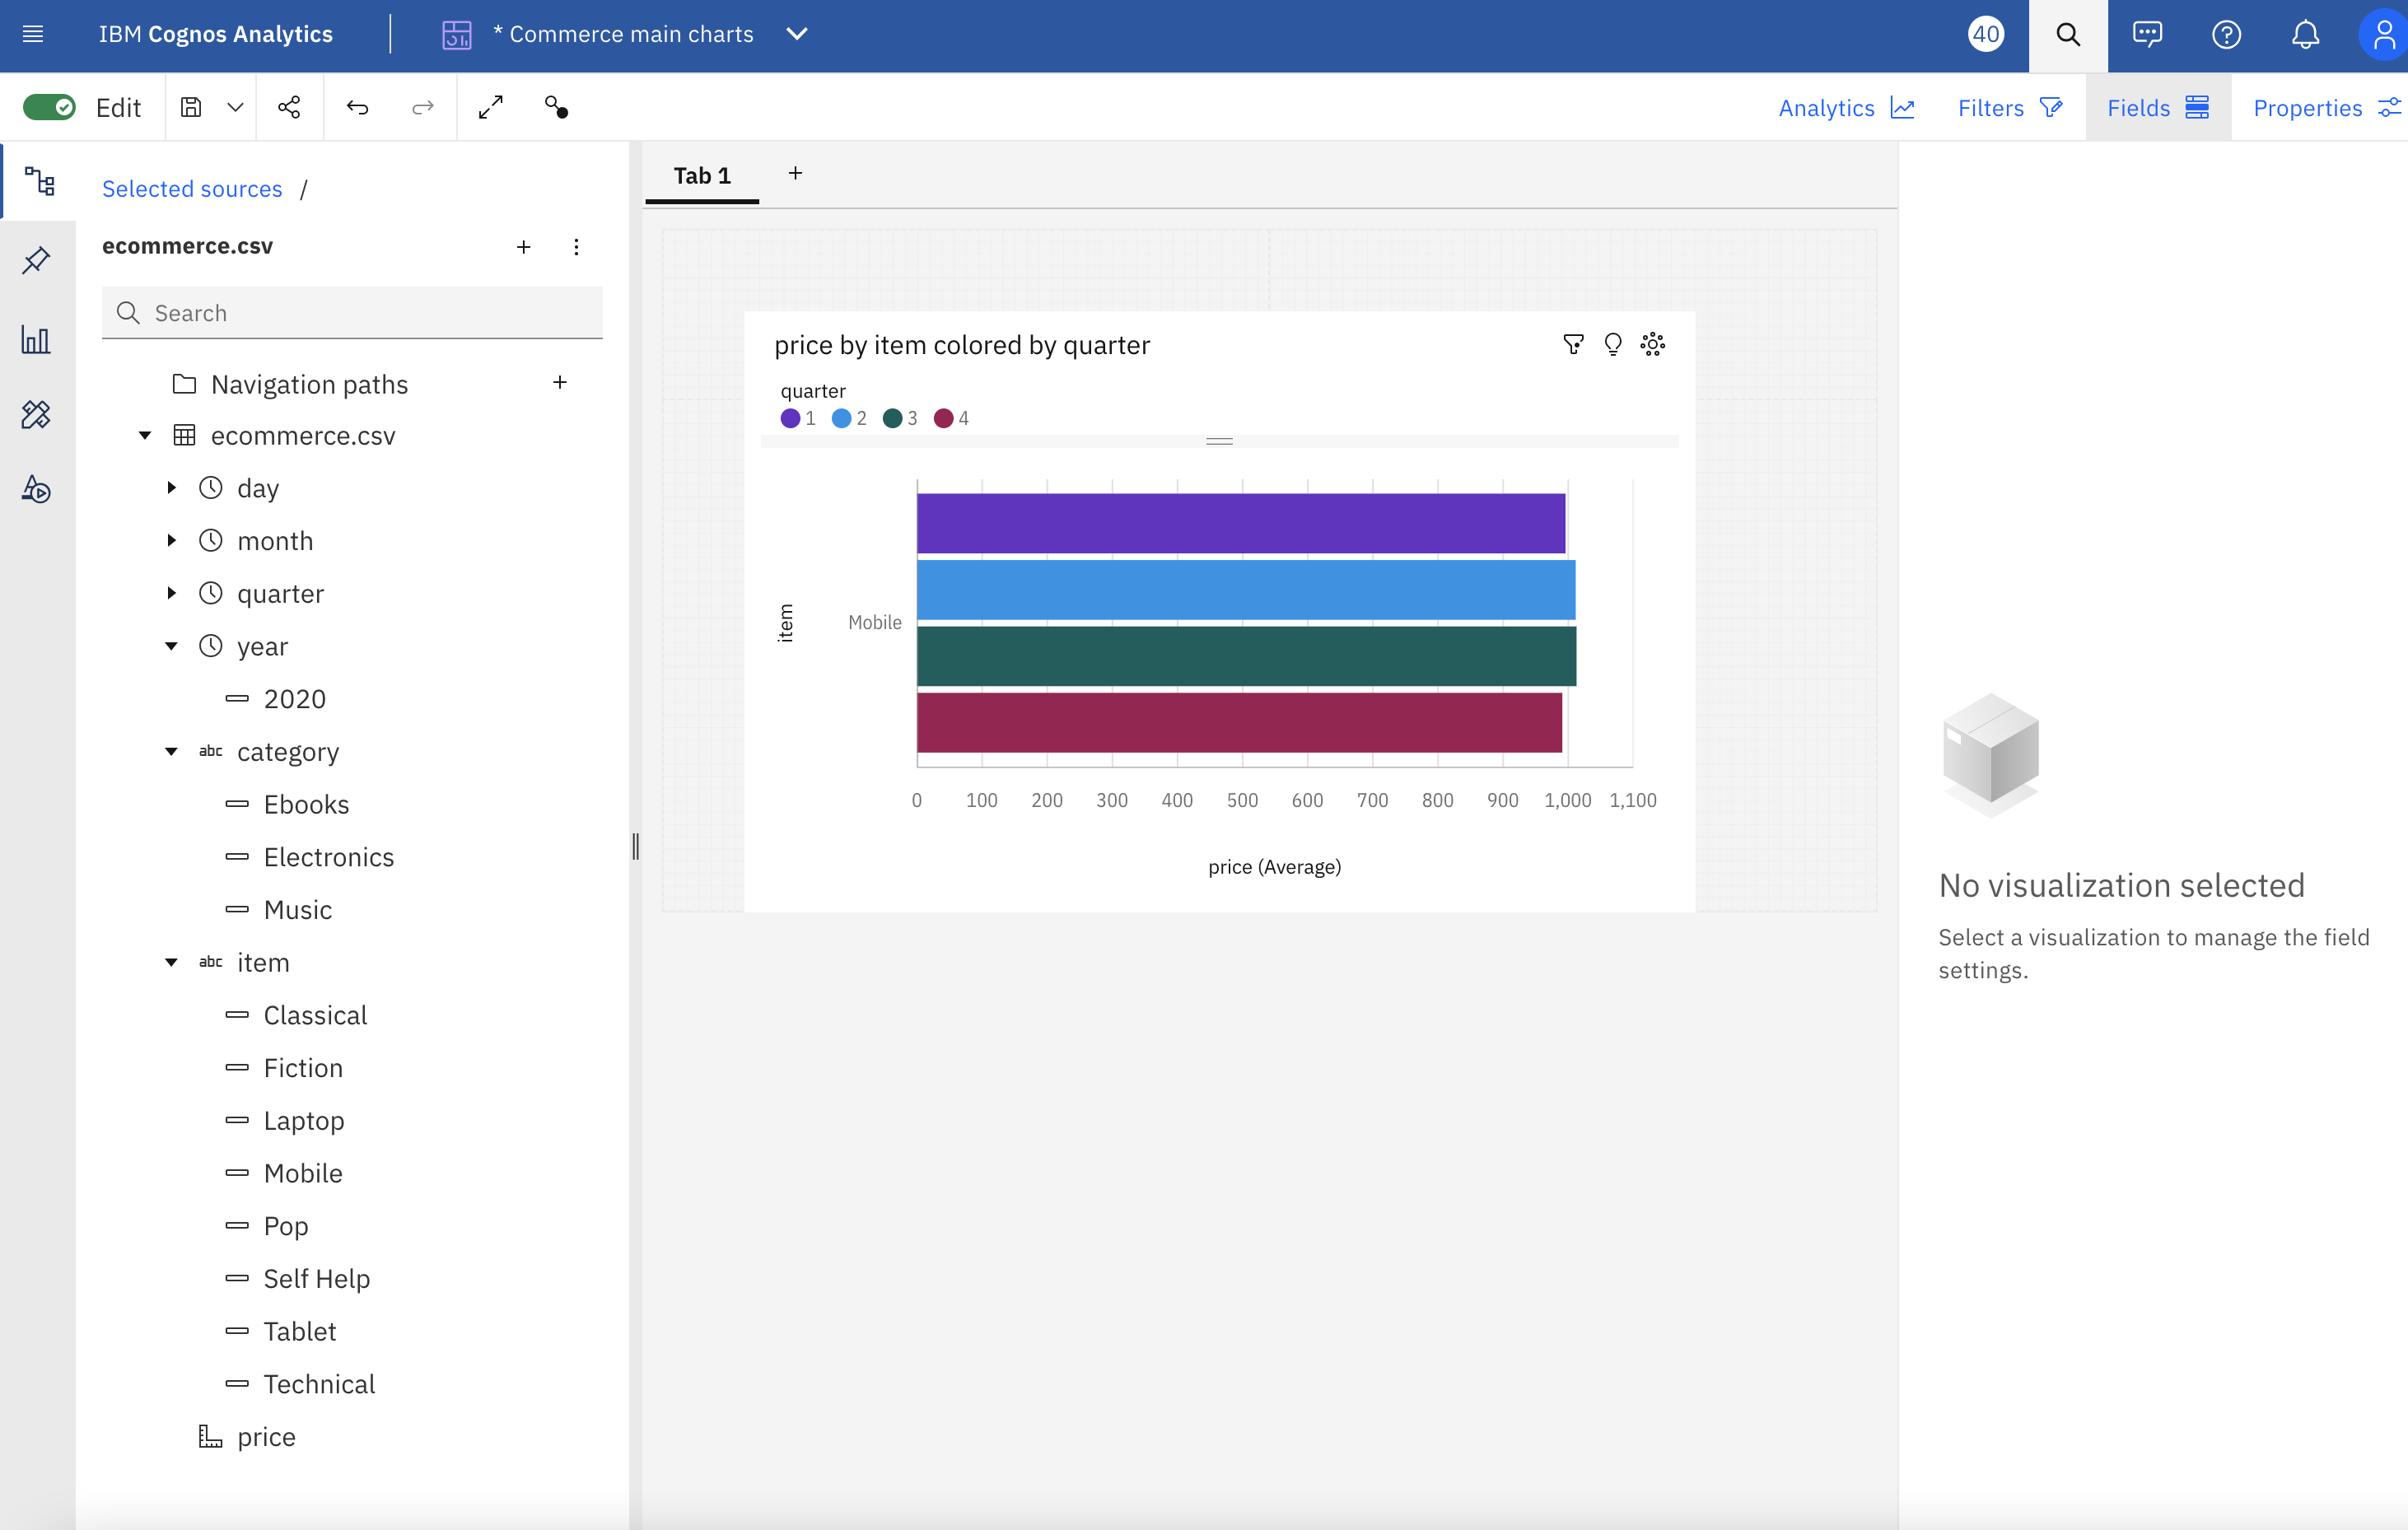 IBM Cognos Analytics
* Commerce main charts
40
Edit
Analytics
Filters
Fields
Properties
Selected sources /
ecommerce.csv
Search
Navigation paths
ecommerce.csv
day
month
quarter
year
2020
abc category
Ebooks
Electronics
Music
abc item
Classical
Fiction
Laptop
Mobile
Pop
Self Help
Tablet
Technical
price
Tab 1
price by item colored by quarter
quarter
1 2 3 4
item
Mobile
0 100 200 300 400 500 600 700 800 900 1,000 1,100
price (Average)
No visualization selected
Select a visualization to manage the field
settings.